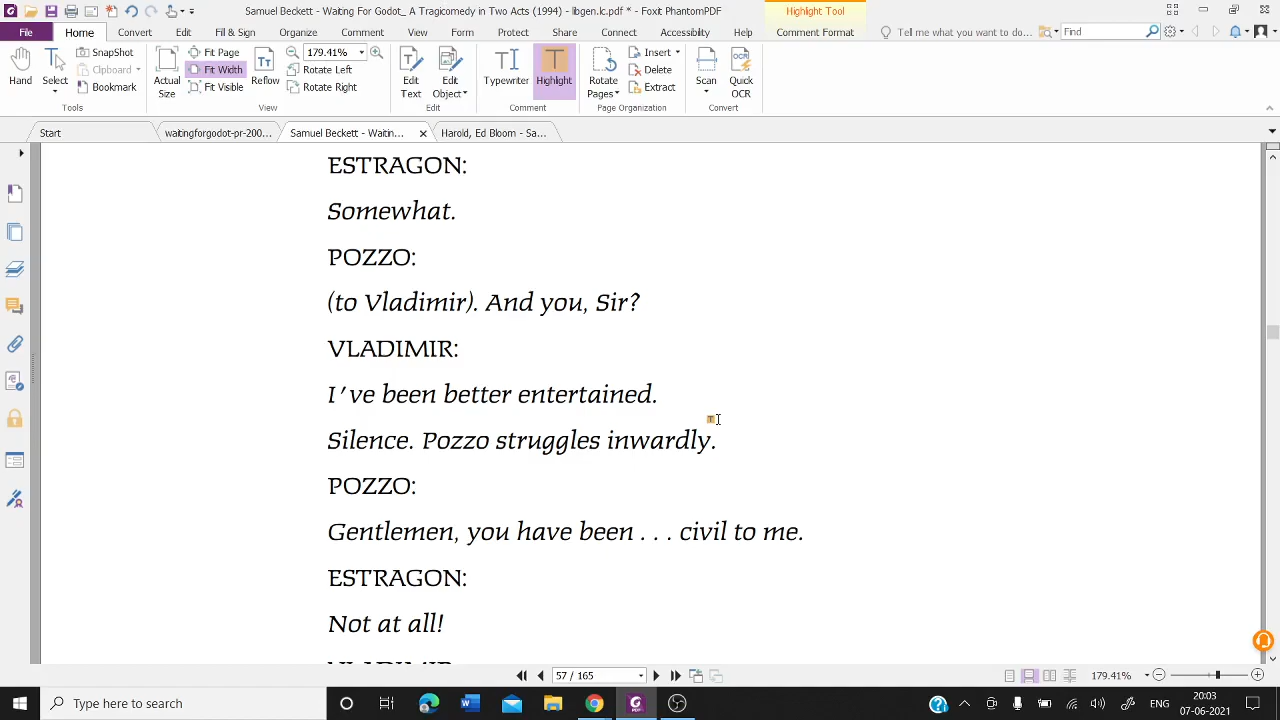 Samuel Beckett - Waiting For Godot_ A Tragicomedy in Two Acts (1994) - libgen.lc.pdf * - Foxit PhantomPDF
Highlight Tool
File Home Convert Edit Fill & Sign Organize Comment View Form Protect Share Connect Accessibility Help Comment Format Tell me what you want to do... Find
Hand Select SnapShot Clipboard Bookmark
Actual Size Fit Page Fit Width Fit Visible Reflow 179.41% Rotate Left Rotate Right
Edit Text Edit Object Typewriter Highlight Rotate Pages Insert Delete Extract Scan Quick OCR
Tools View Edit Comment Page Organization Convert
Start waitingforgodot-pr-200... Samuel Beckett - Waitin... Harold, Ed Bloom - Sa...
ESTRAGON:
Somewhat.
POZZO:
(to Vladimir). And you, Sir?
VLADIMIR:
I've been better entertained.
Silence. Pozzo struggles inwardly.
POZZO:
Gentlemen, you have been . . . civil to me.
ESTRAGON:
Not at all!
57 / 165 179.41%
Type here to search
ENG
20:03
07-06-2021